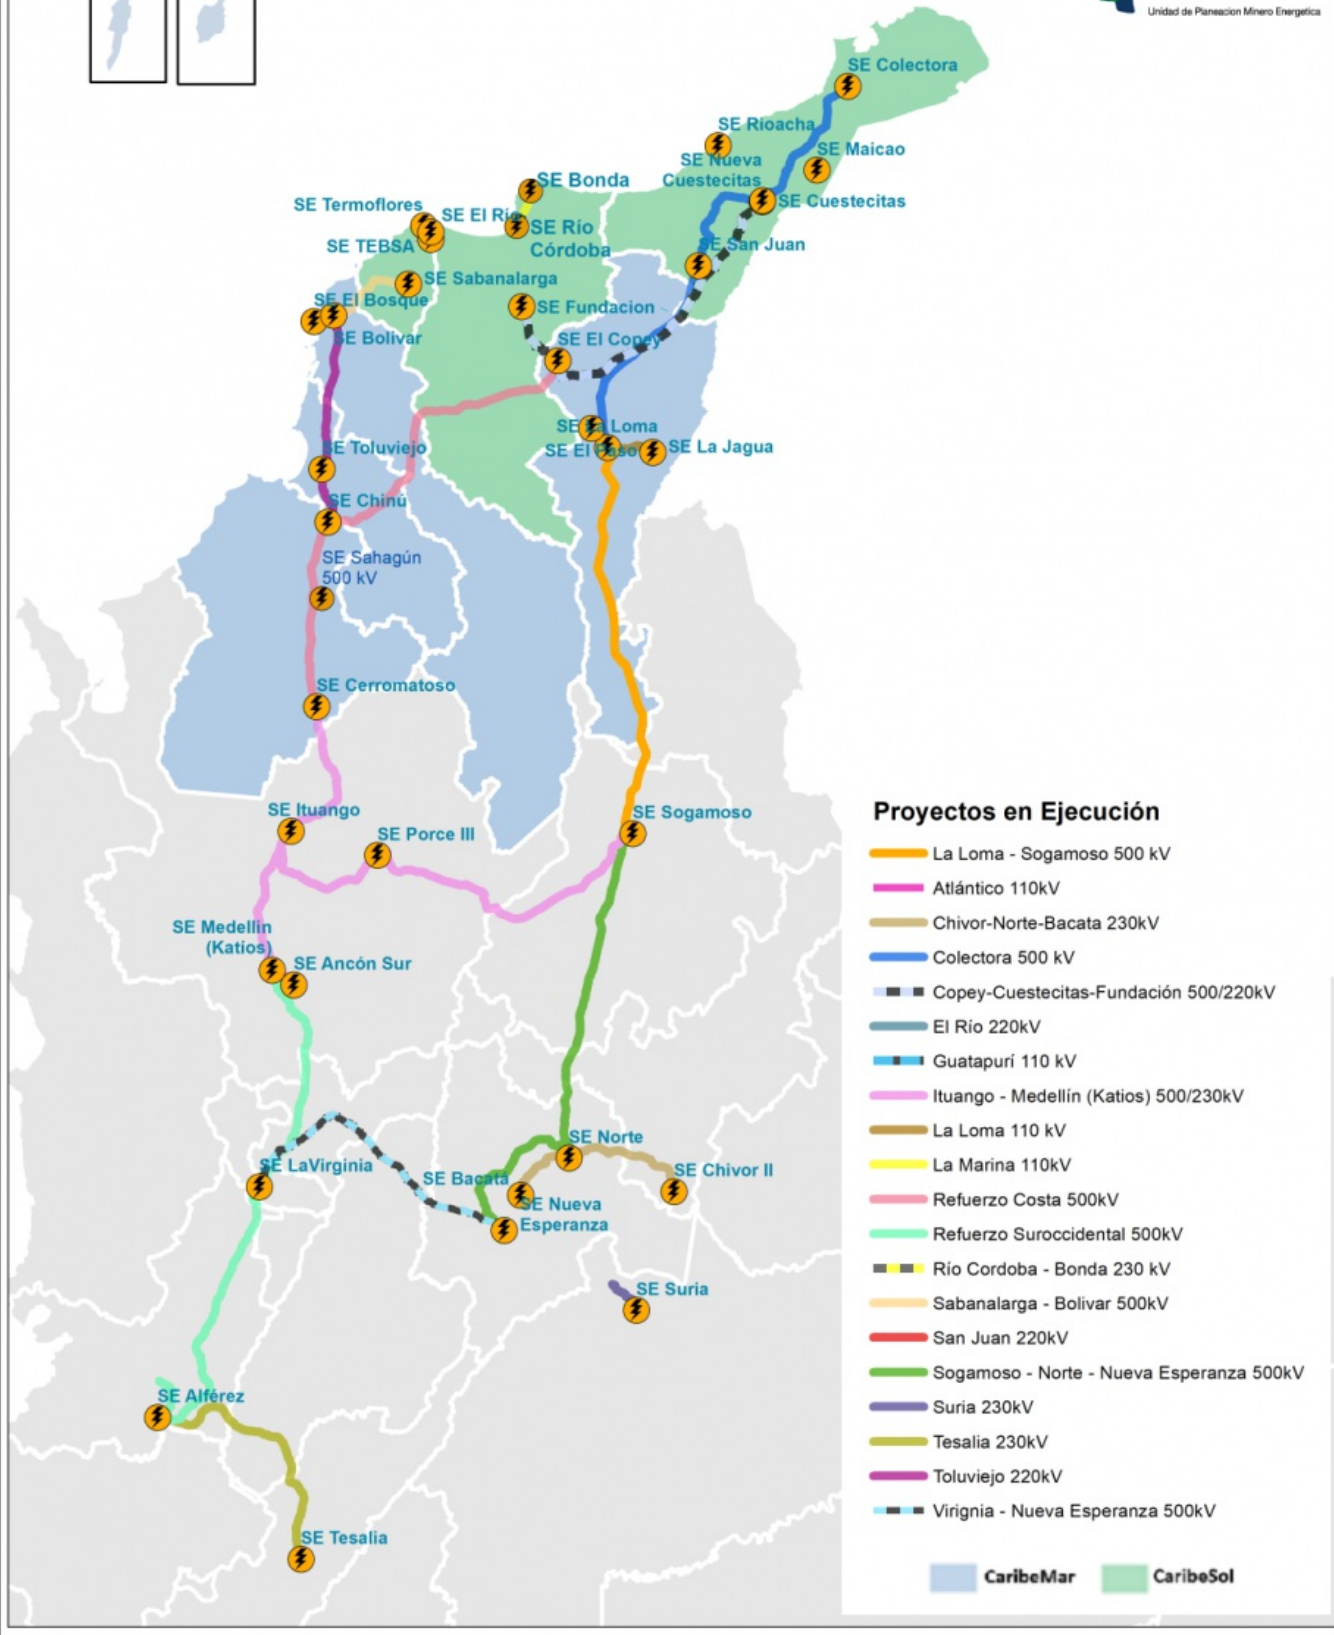 Unidad de Planeacion Minero Energetica
SE Colectora
SE Rioacha
SE Maicao
SE Nueva
Cuestecitas
SE Cuestecitas
SE Bonda
SE Termoflores
SE El Río
SE Río
Córdoba
SE TEBSA
SE San Juan
SE Sabanalarga
SE El Bosque
SE Fundacion
SE Bolivar
SE El Copey
SE La Loma
SE Toluviejo
SE El Paso
SE La Jagua
SE Chinú
SE Sahagún
500 kV
SE Cerromatoso
SE Ituango
SE Porce III
SE Sogamoso
SE Medellin
(Katíos)
SE Ancón Sur
SE Norte
SE LaVirginia
SE Bacatá
SE Chivor II
SE Nueva
Esperanza
SE Suria
SE Alférez
SE Tesalia
Proyectos en Ejecución
La Loma - Sogamoso 500 kV
Atlántico 110kV
Chivor-Norte-Bacata 230kV
Colectora 500 kV
Copey-Cuestecitas-Fundación 500/220kV
El Río 220kV
Guatapurí 110 kV
Ituango - Medellín (Katios) 500/230kV
La Loma 110 kV
La Marina 110kV
Refuerzo Costa 500kV
Refuerzo Suroccidental 500kV
Río Cordoba - Bonda 230 kV
Sabanalarga - Bolivar 500kV
San Juan 220kV
Sogamoso - Norte - Nueva Esperanza 500kV
Suria 230kV
Tesalia 230kV
Toluviejo 220kV
Virignia - Nueva Esperanza 500kV
CaribeMar
CaribeSol